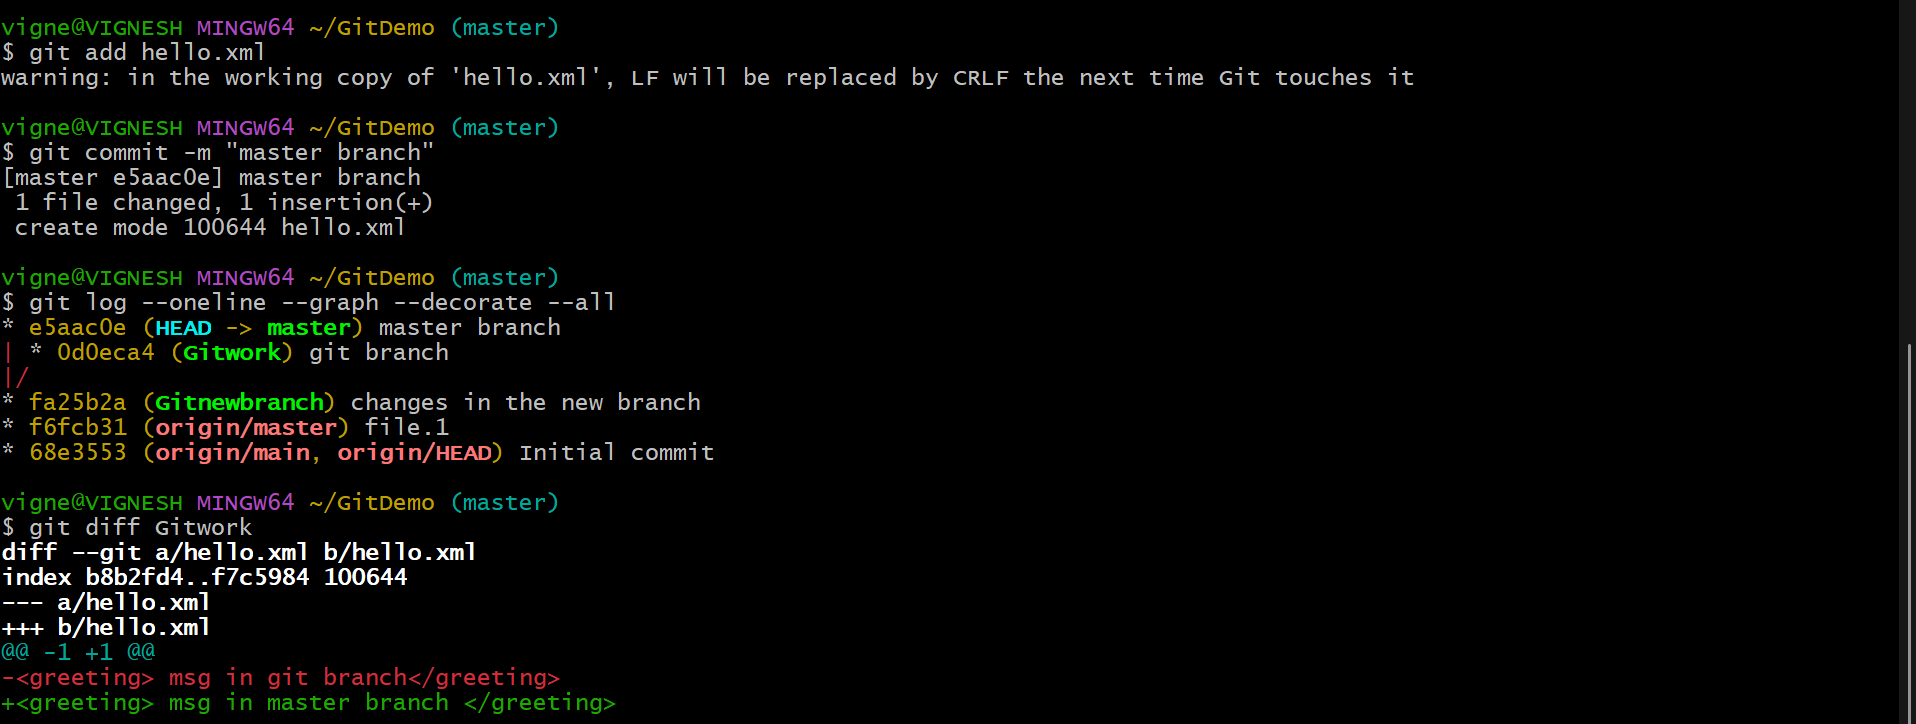 vigne@VIGNESH MINGW64 ~/GitDemo (master)
$ git add hello.xml
warning: in the working copy of 'hello.xml', LF will be replaced by CRLF the next time Git touches it

vigne@VIGNESH MINGW64 ~/GitDemo (master)
$ git commit -m "master branch"
[master e5aac0e] master branch
 1 file changed, 1 insertion(+)
 create mode 100644 hello.xml

vigne@VIGNESH MINGW64 ~/GitDemo (master)
$ git log --oneline --graph --decorate --all
* e5aac0e (HEAD -> master) master branch
| * 0d0eca4 (Gitwork) git branch
|/
* fa25b2a (Gitnewbranch) changes in the new branch
* f6fcb31 (origin/master) file.1
* 68e3553 (origin/main, origin/HEAD) Initial commit

vigne@VIGNESH MINGW64 ~/GitDemo (master)
$ git diff Gitwork
diff --git a/hello.xml b/hello.xml
index b8b2fd4..f7c5984 100644
--- a/hello.xml
+++ b/hello.xml
@@ -1 +1 @@
-<greeting> msg in git branch</greeting>
+<greeting> msg in master branch </greeting>